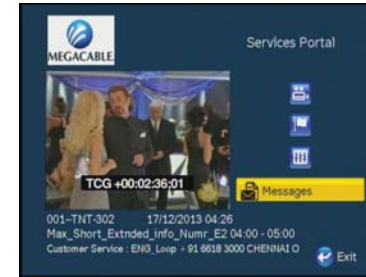 MEGACABLE
Services Portal
TCG +00:02:36:01
Messages
001-TNT-302 17/12/2013 04:26
Max_Short_Extnded_info_Numr_E2 04:00 - 05:00
Customer Service : ENG_Loop + 91 6618 3000 CHENNAI O
Exit